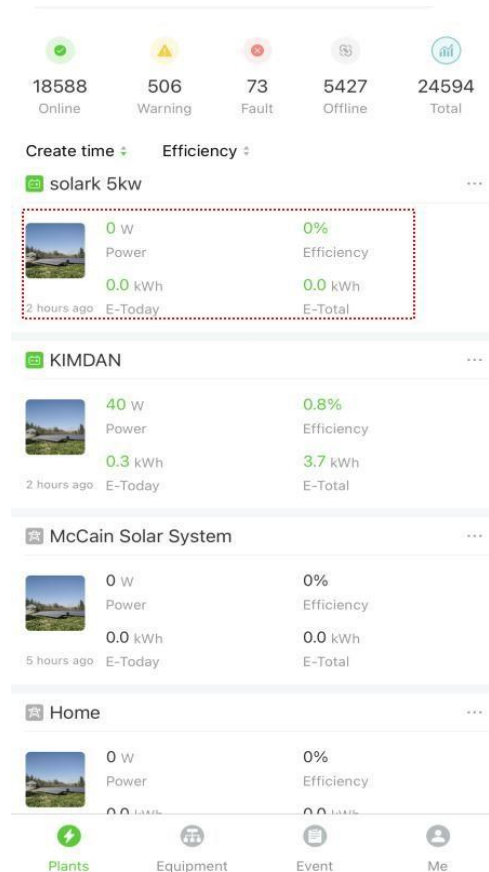 18588 506 73 5427 24594
Online Warning Fault Offline Total
Create time Efficiency
solark 5kw
0 W 0%
Power Efficiency
0.0 kWh 0.0 kWh
2 hours ago E-Today E-Total
KIMDAN
40 W 0.8%
Power Efficiency
0.3 kWh 3.7 kWh
2 hours ago E-Today E-Total
McCain Solar System
0 W 0%
Power Efficiency
0.0 kWh 0.0 kWh
5 hours ago E-Today E-Total
Home
0 W 0%
Power Efficiency
Plants Equipment Event Me